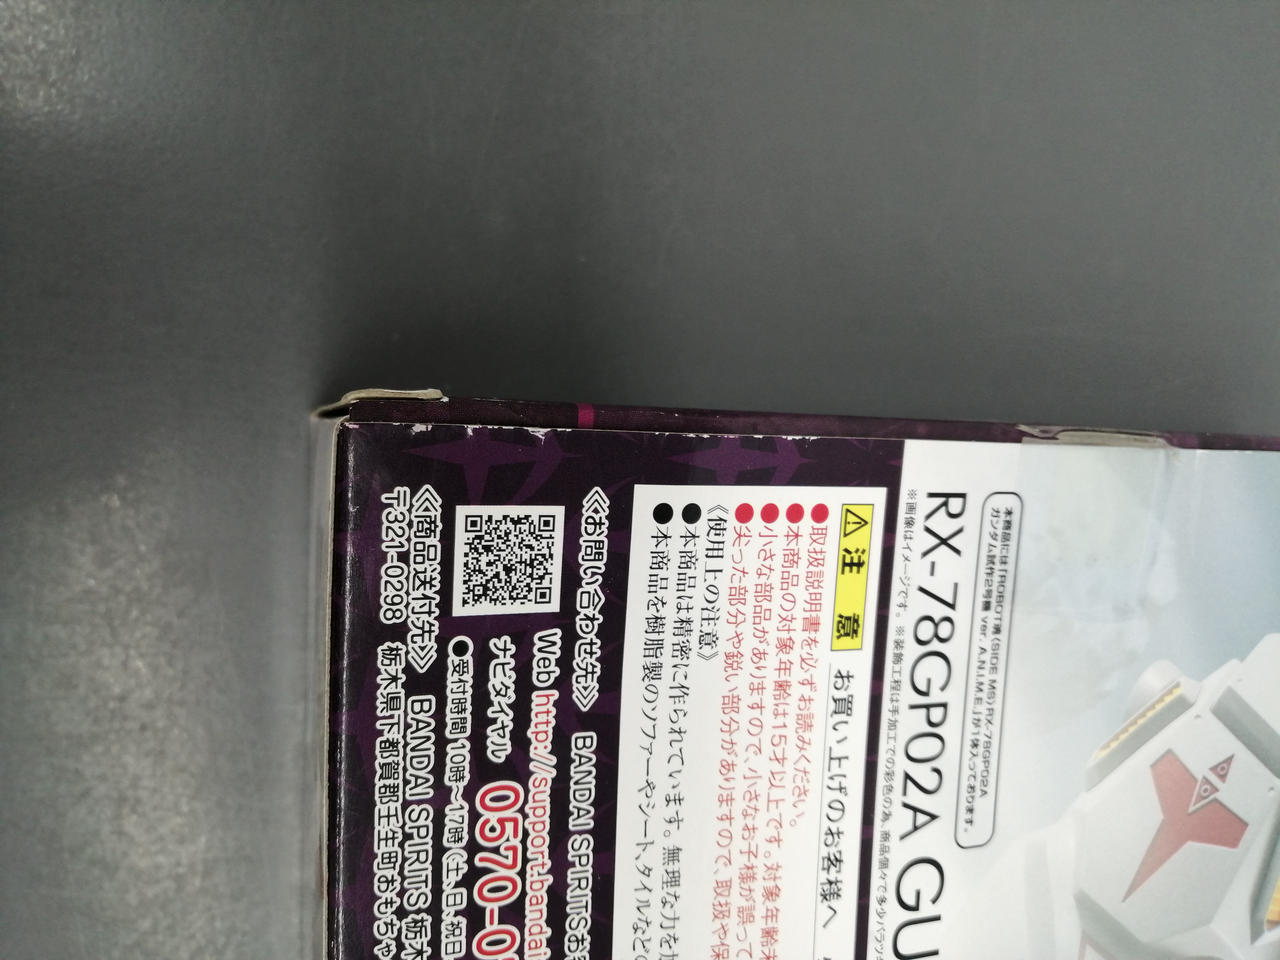 本商品には「ROBOT魂〈SIDE MS〉RX-78GP02A
ガンダム試作2号機 ver. A.N.I.M.E.」が1体入っております。
RX-78GP02A GU
※画像はイメージです。※装飾工程は手加工での彩色の為、商品個々で多少バラツ
注 意 お買い上げのお客様へ
●取扱説明書を必ずお読みください。
●本商品の対象年齢は15才以上です。対象年齢未
●小さな部品がありますので、小さなお子様が誤って
●尖った部分や鋭い部分がありますので、取扱や保
《使用上の注意》
●本商品は精密に作られています。無理な力を加
●本商品を樹脂製のソファーやシート、タイルなどの
《お問い合わせ先》 BANDAI SPIRITSお客
Web http://support.bandai
ナビダイヤル 0570-0
●受付時間 10時~17時 (土、日、祝日
《商品送付先》 BANDAI SPIRITS 栃木
〒321-0298 栃木県下都賀郡壬生町おもちゃ